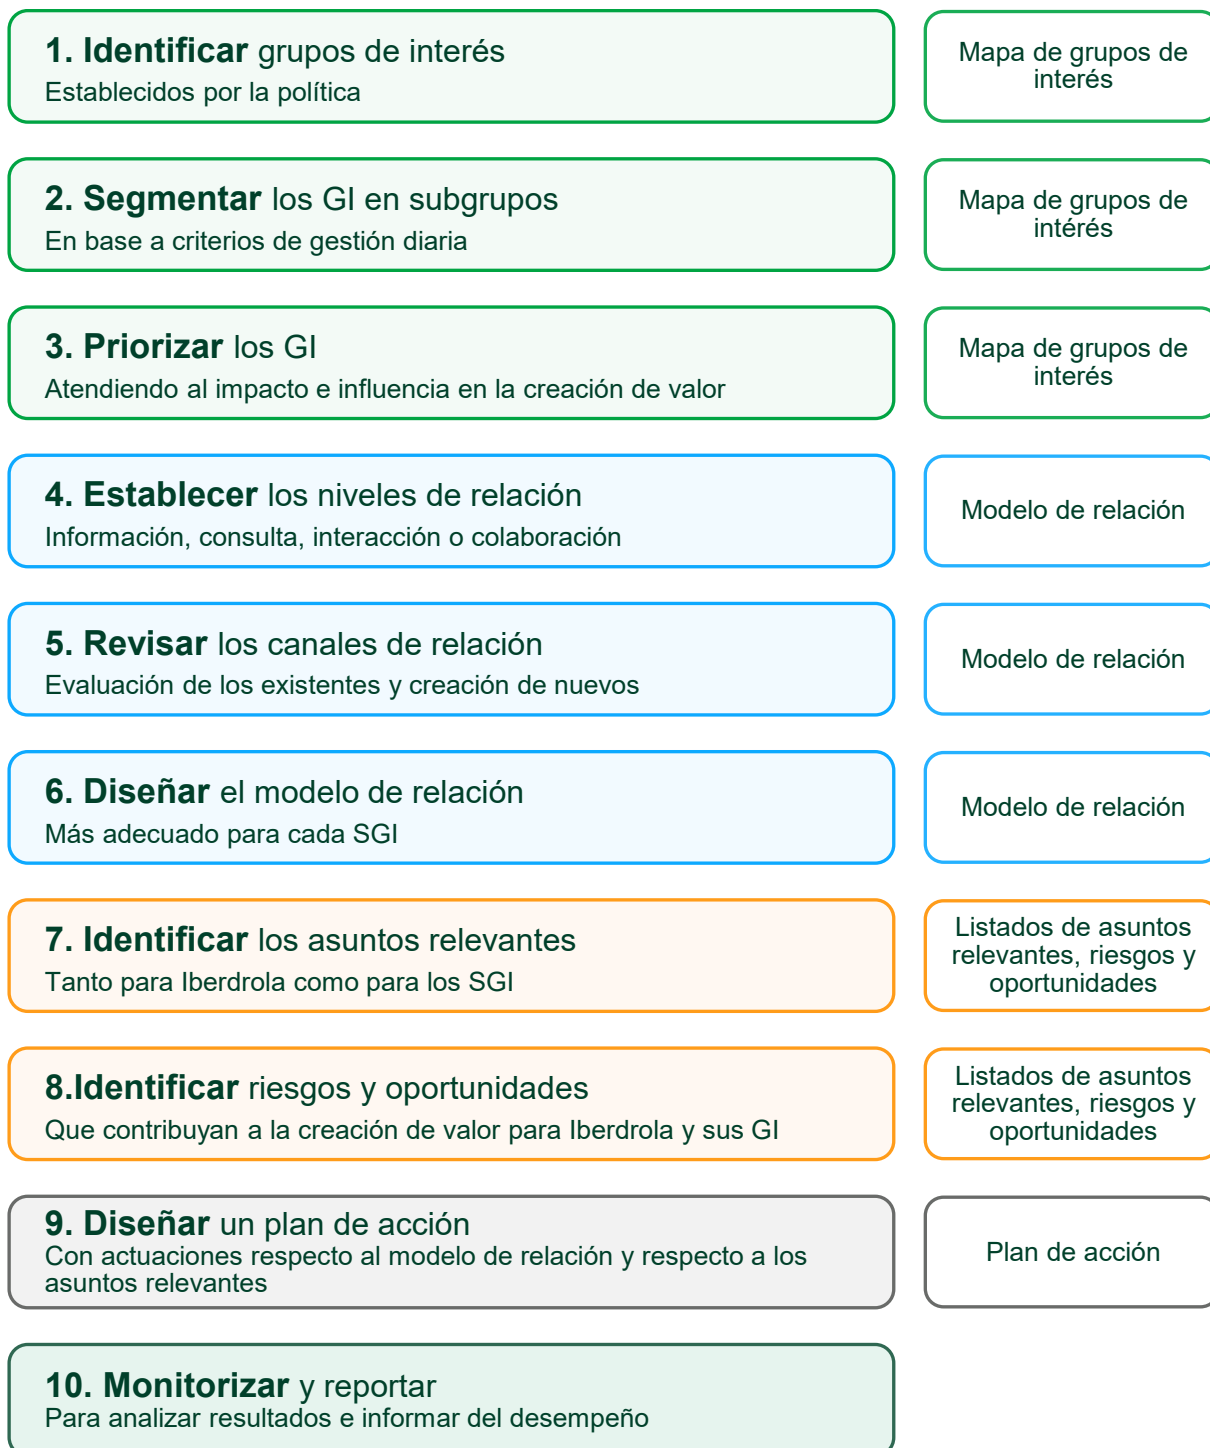 1. Identificar grupos de interés
Establecidos por la política
Mapa de grupos de
interés
2. Segmentar los GI en subgrupos
En base a criterios de gestión diaria
Mapa de grupos de
intérés
3. Priorizar los GI
Atendiendo al impacto e influencia en la creación de valor
Mapa de grupos de
interés
4. Establecer los niveles de relación
Información, consulta, interacción o colaboración
Modelo de relación
5. Revisar los canales de relación
Evaluación de los existentes y creación de nuevos
Modelo de relación
6. Diseñar el modelo de relación
Más adecuado para cada SGI
Modelo de relación
7. Identificar los asuntos relevantes
Tanto para Iberdrola como para los SGI
Listados de asuntos
relevantes, riesgos y
oportunidades
8.Identificar riesgos y oportunidades
Que contribuyan a la creación de valor para Iberdrola y sus GI
Listados de asuntos
relevantes, riesgos y
oportunidades
9. Diseñar un plan de acción
Con actuaciones respecto al modelo de relación y respecto a los
asuntos relevantes
Plan de acción
10. Monitorizar y reportar
Para analizar resultados e informar del desempeño